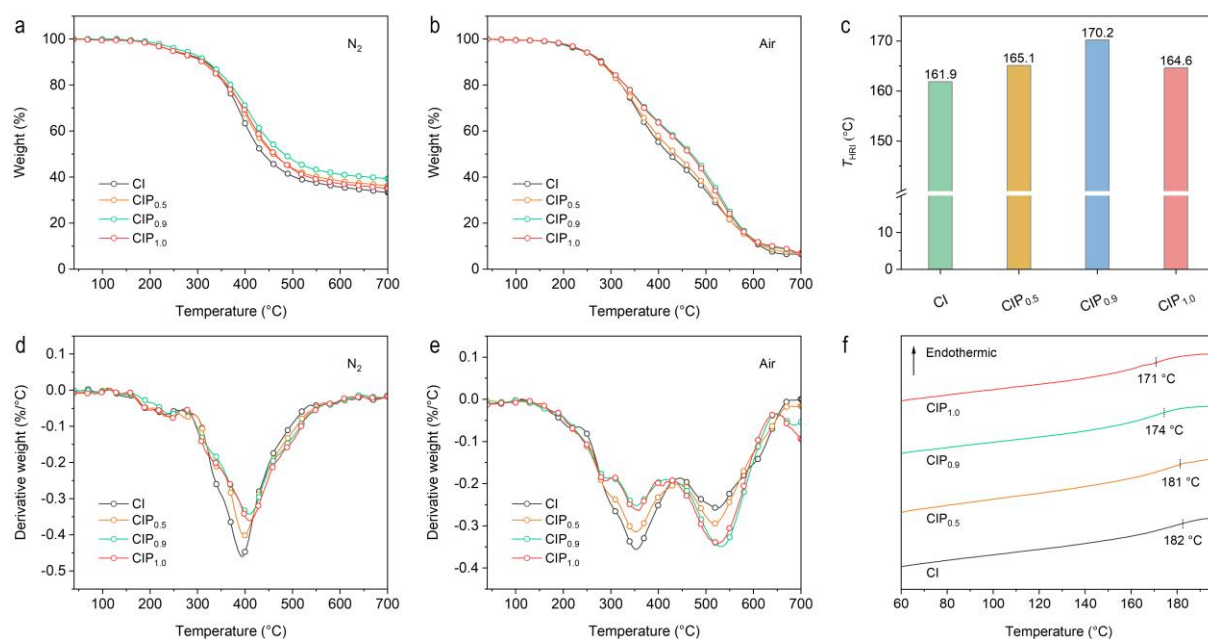 a
N₂
100
80
60
40
20
0
Weight (%)
CI
CIP₀.₅
CIP₀.₉
CIP₁.₀
100 200 300 400 500 600 700
Temperature (°C)
b
Air
100
80
60
40
20
0
Weight (%)
CI
CIP₀.₅
CIP₀.₉
CIP₁.₀
100 200 300 400 500 600 700
Temperature (°C)
c
170
160
150
10
0
T_HRI (°C)
161.9
165.1
170.2
164.6
CI CIP₀.₅ CIP₀.₉ CIP₁.₀
d
N₂
0.1
0.0
-0.1
-0.2
-0.3
-0.4
-0.5
Derivative weight (%/°C)
CI
CIP₀.₅
CIP₀.₉
CIP₁.₀
100 200 300 400 500 600 700
Temperature (°C)
e
Air
0.1
0.0
-0.1
-0.2
-0.3
-0.4
Derivative weight (%/°C)
CI
CIP₀.₅
CIP₀.₉
CIP₁.₀
100 200 300 400 500 600 700
Temperature (°C)
f
Endothermic
171 °C
CIP₁.₀
174 °C
CIP₀.₉
181 °C
CIP₀.₅
182 °C
CI
60 80 100 120 140 160 180
Temperature (°C)